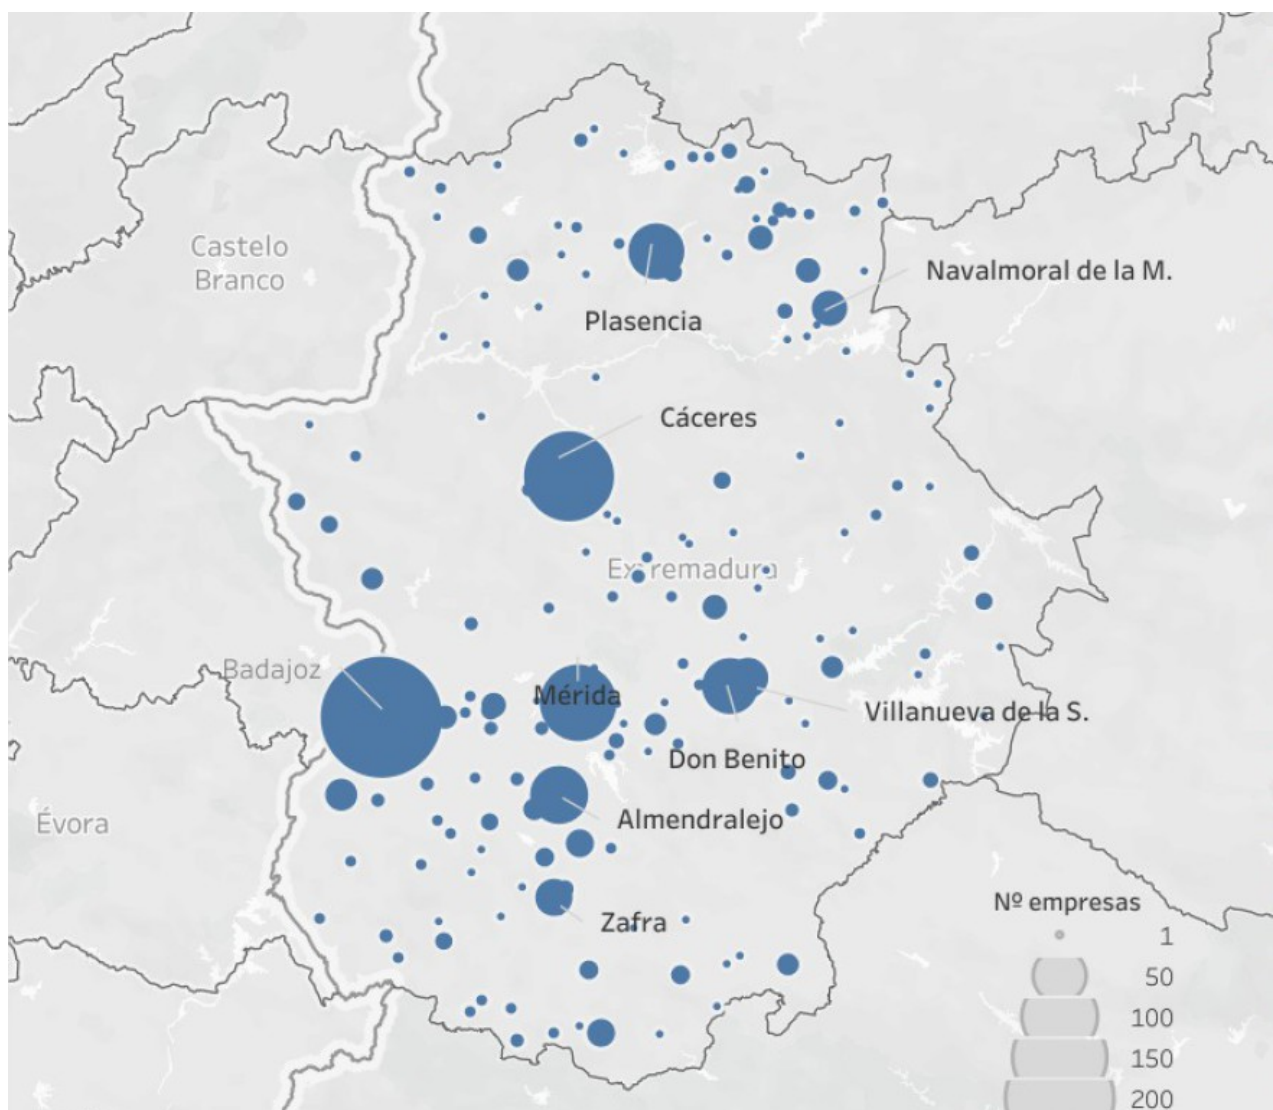 Castelo
Branco
Navalmoral de la M.
Plasencia
Cáceres
Extremadura
Badajoz
Mérida
Villanueva de la S.
Don Benito
Almendralejo
Évora
Zafra
Nº empresas
1
50
100
150
200